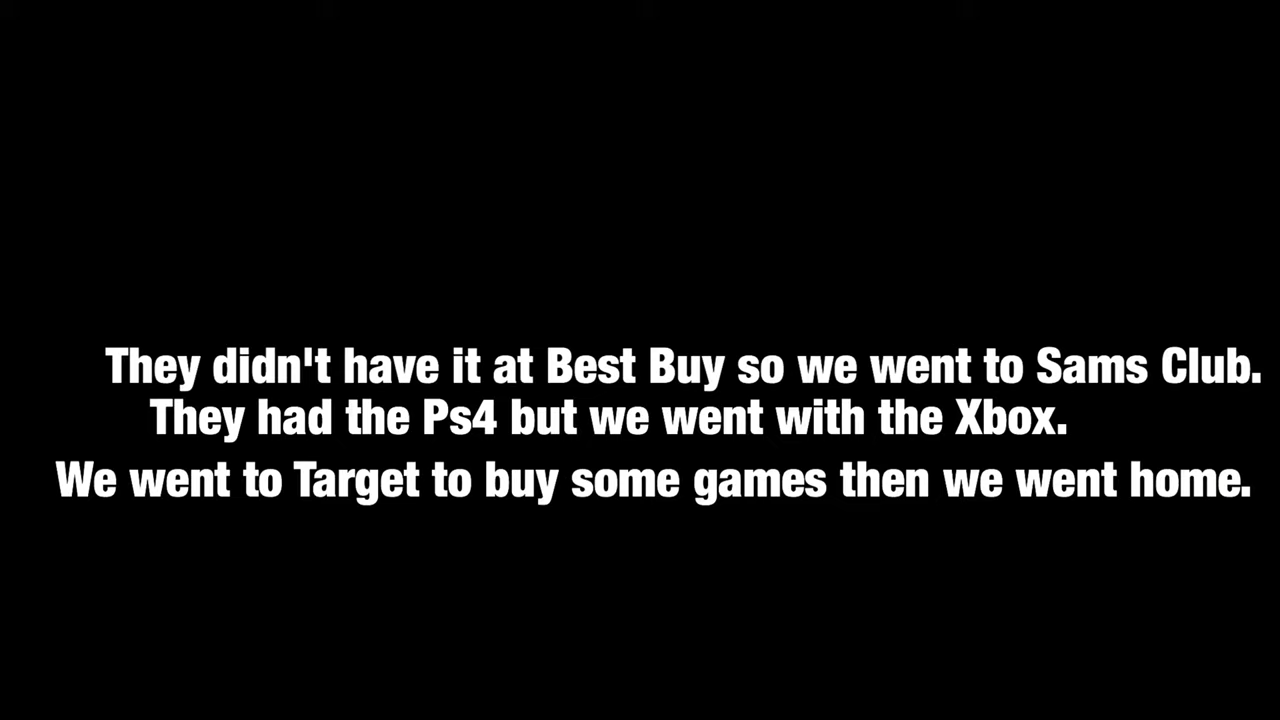 They didn't have it at Best Buy so we went to Sams Club.
They had the Ps4 but we went with the Xbox.
We went to Target to buy some games then we went home.